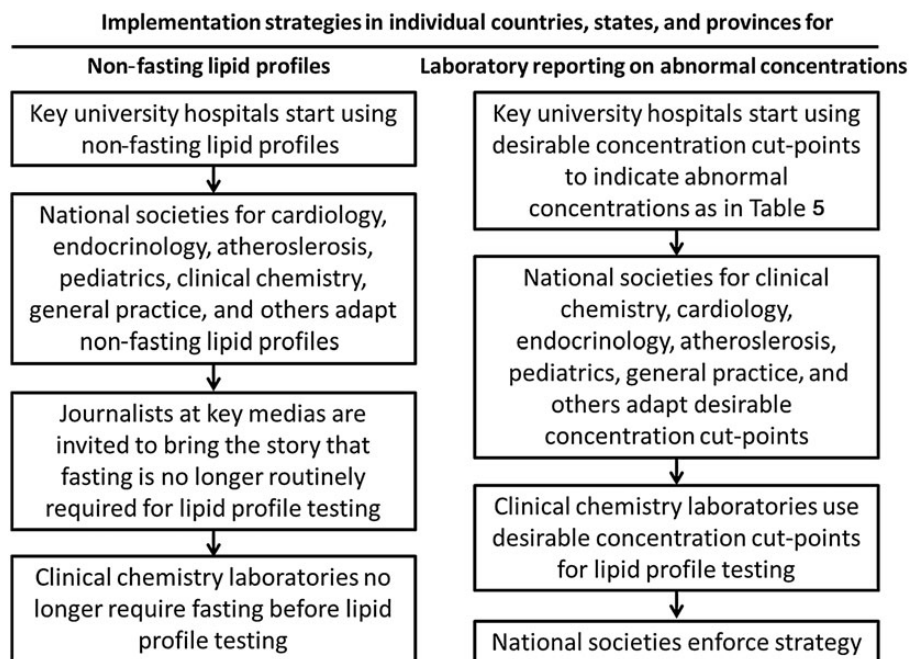 Implementation strategies in individual countries, states, and provinces for
Non-fasting lipid profiles
Key university hospitals start using
non-fasting lipid profiles
National societies for cardiology,
endocrinology, atheroslerosis,
pediatrics, clinical chemistry,
general practice, and others adapt
non-fasting lipid profiles
Journalists at key medias are
invited to bring the story that
fasting is no longer routinely
required for lipid profile testing
Clinical chemistry laboratories no
longer require fasting before lipid
profile testing
Laboratory reporting on abnormal concentrations
Key university hospitals start using
desirable concentration cut-points
to indicate abnormal
concentrations as in Table 5
National societies for clinical
chemistry, cardiology,
endocrinology, atheroslerosis,
pediatrics, general practice, and
others adapt desirable
concentration cut-points
Clinical chemistry laboratories use
desirable concentration cut-points
for lipid profile testing
National societies enforce strategy